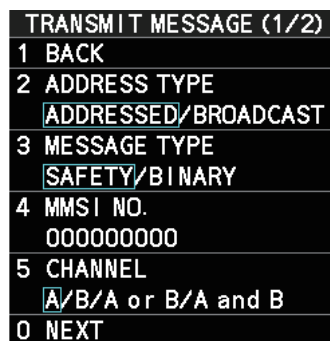 TRANSMIT MESSAGE (1/2)
1 BACK
2 ADDRESS TYPE
ADDRESSED/BROADCAST
3 MESSAGE TYPE
SAFETY/BINARY
4 MMSI NO.
000000000
5 CHANNEL
A/B/A or B/A and B
0 NEXT